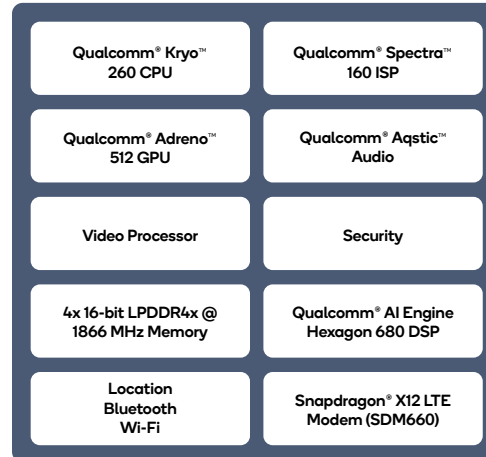 Qualcomm® Kryo™
260 CPU
Qualcomm® Spectra™
160 ISP
Qualcomm® Adreno™
512 GPU
Qualcomm® Aqstic™
Audio
Video Processor
Security
4x 16-bit LPDDR4x @
1866 MHz Memory
Qualcomm® AI Engine
Hexagon 680 DSP
Location
Bluetooth
Wi-Fi
Snapdragon® X12 LTE
Modem (SDM660)